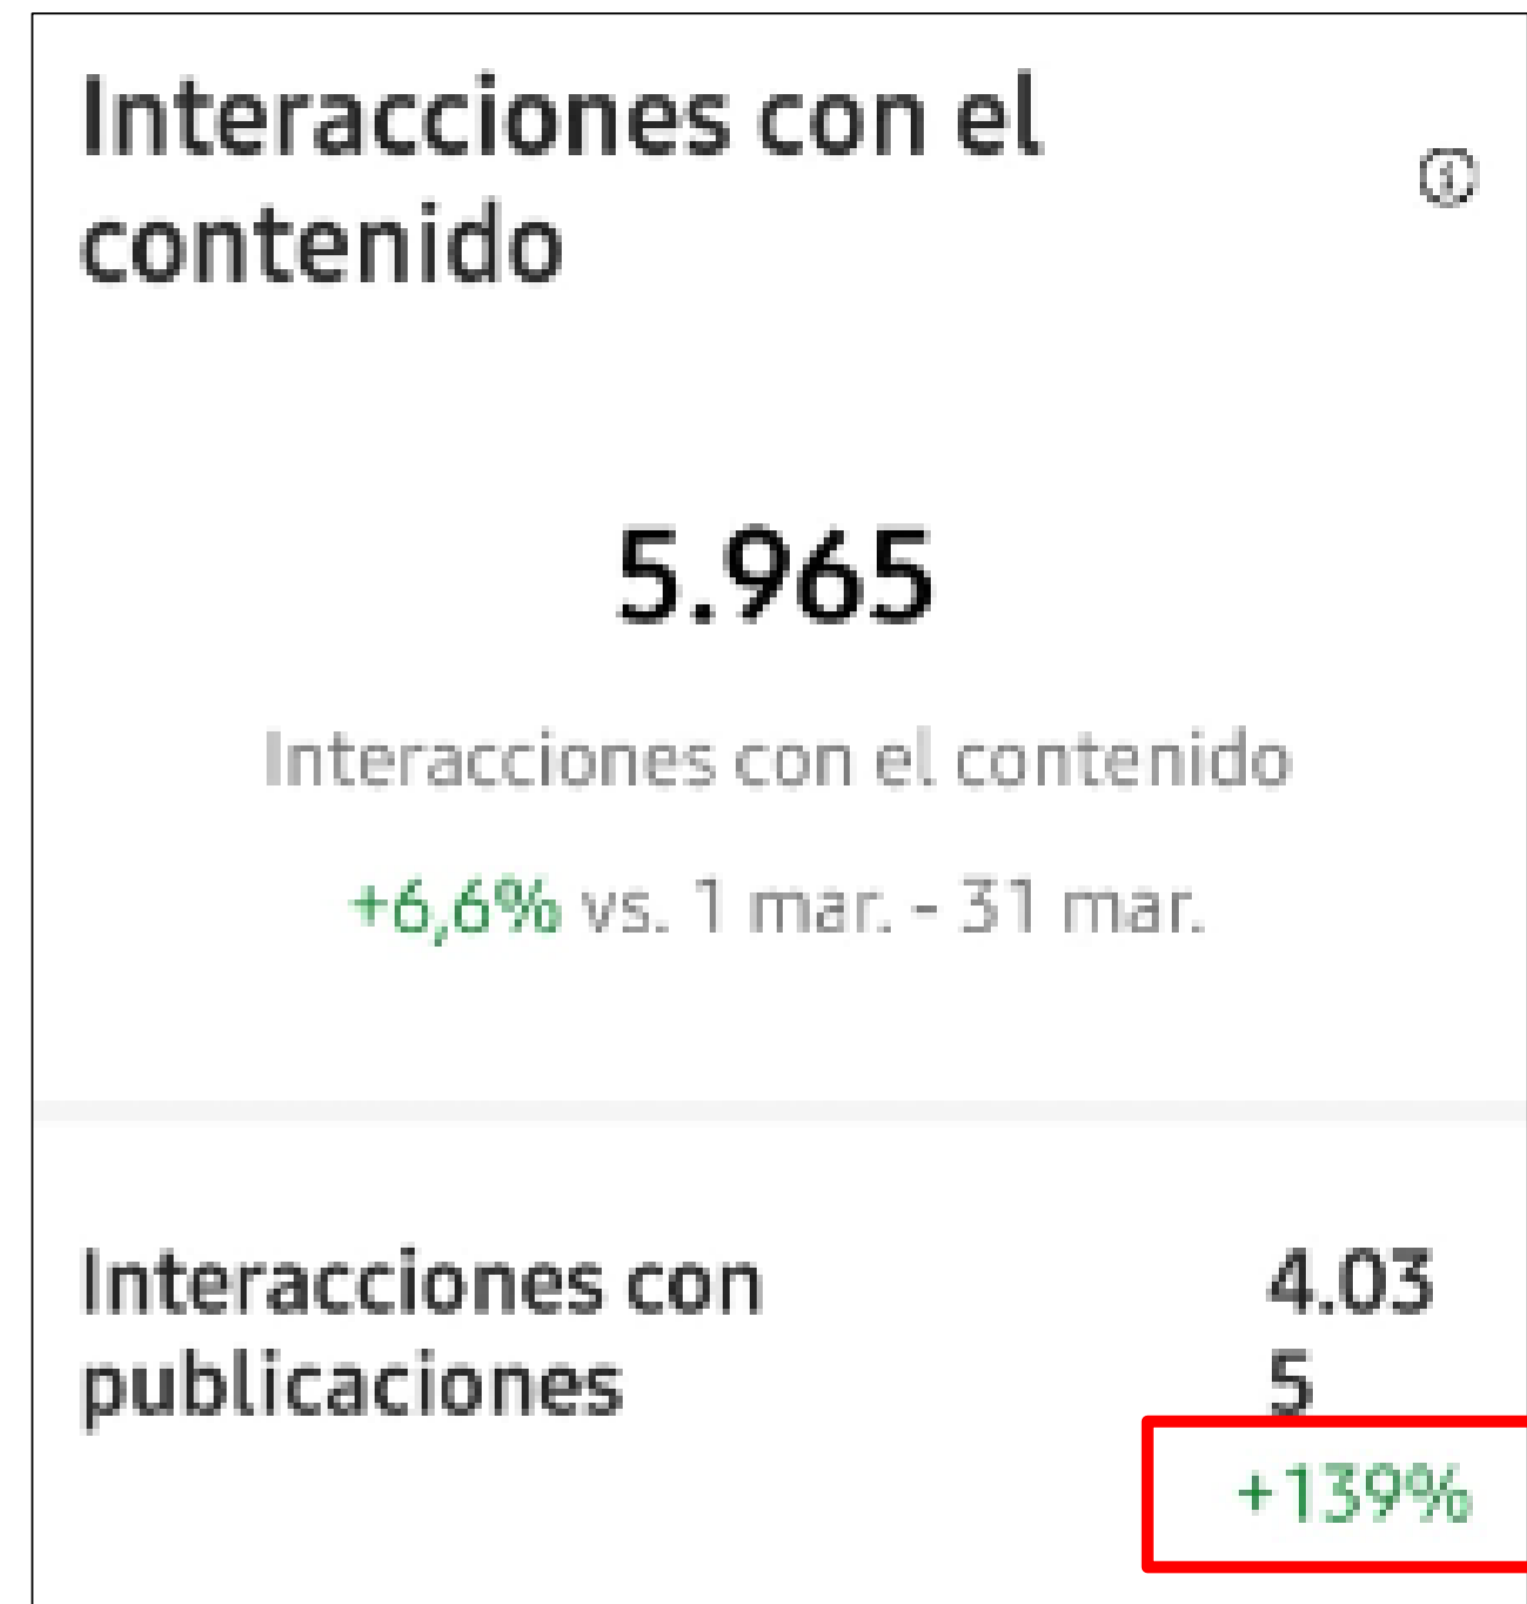 Interacciones con el
contenido
5.965
Interacciones con el contenido
+6,6% vs. 1 mar. - 31 mar.
Interacciones con
publicaciones
4.03
5
+139%